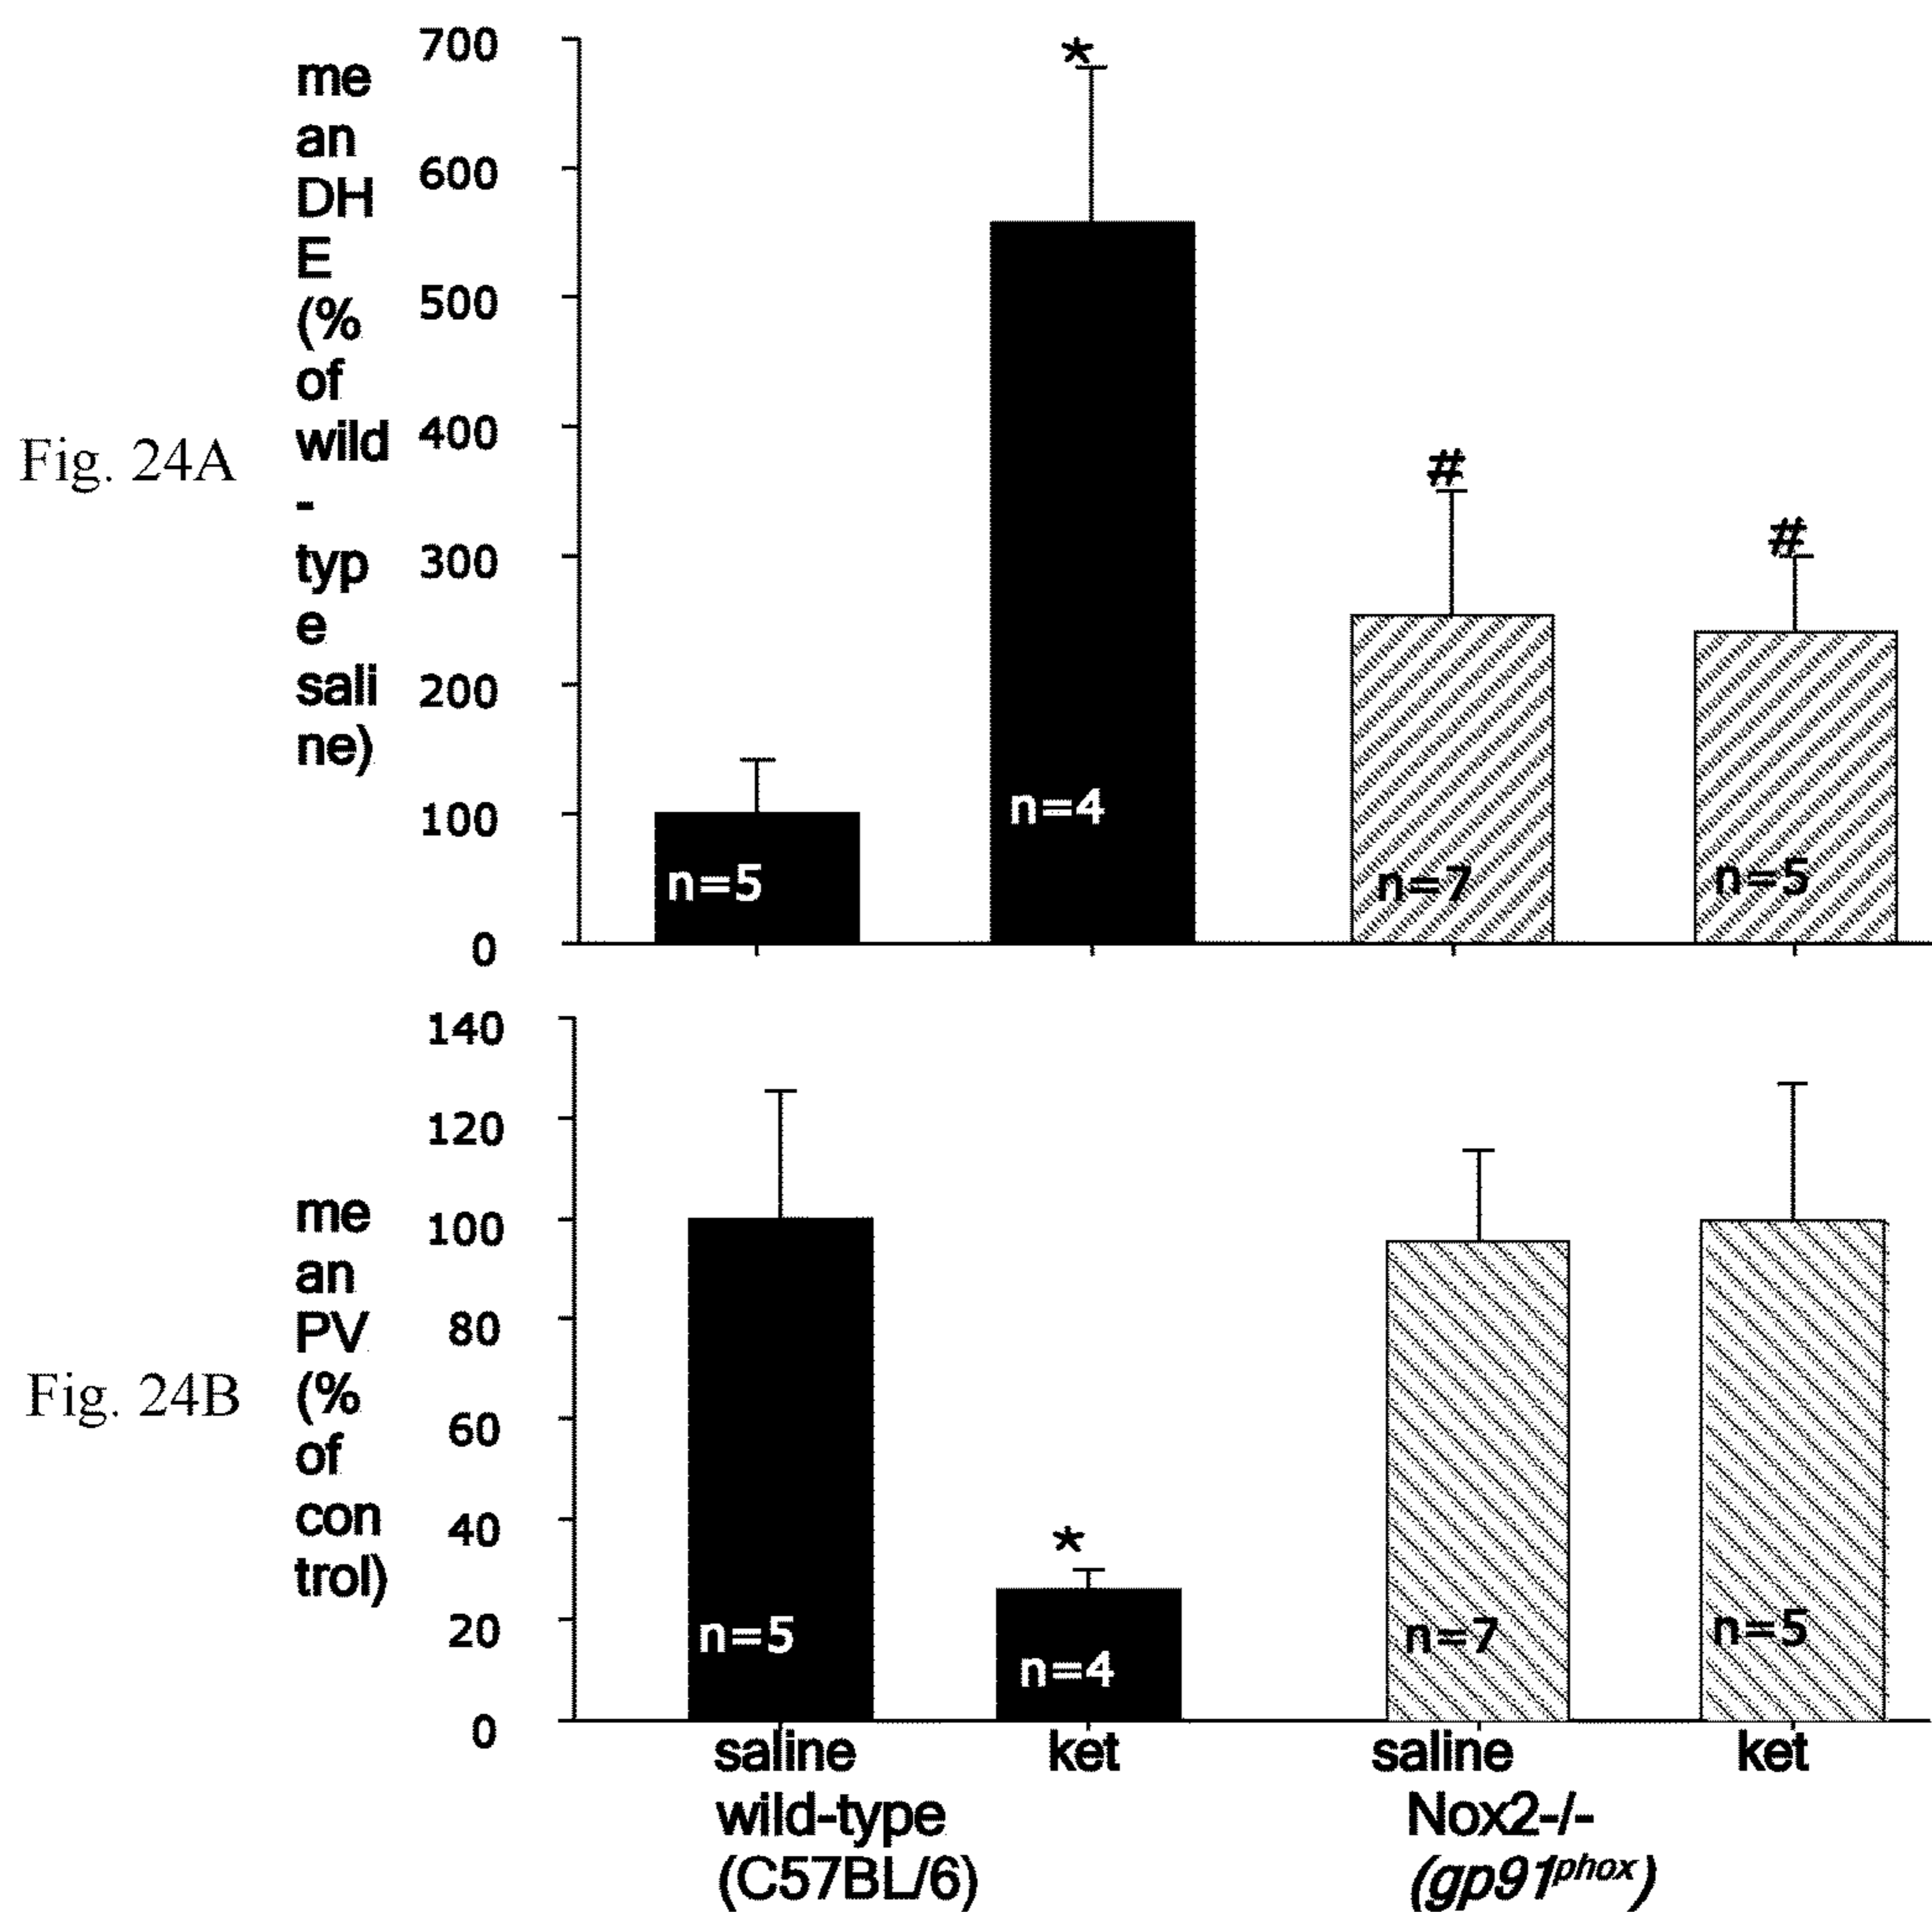 Fig. 24A
me
an
DH
E
(%
of
wild
-
typ
e
sali
ne)
700
600
500
400
300
200
100
0
*
#
#
n=5
n=4
n=7
n=5
Fig. 24B
me
an
PV
(%
of
con
trol)
140
120
100
80
60
40
20
0
*
n=5
n=4
n=7
n=5
saline ket saline ket
wild-type Nox2-/-
(C57BL/6) (gp91phox)